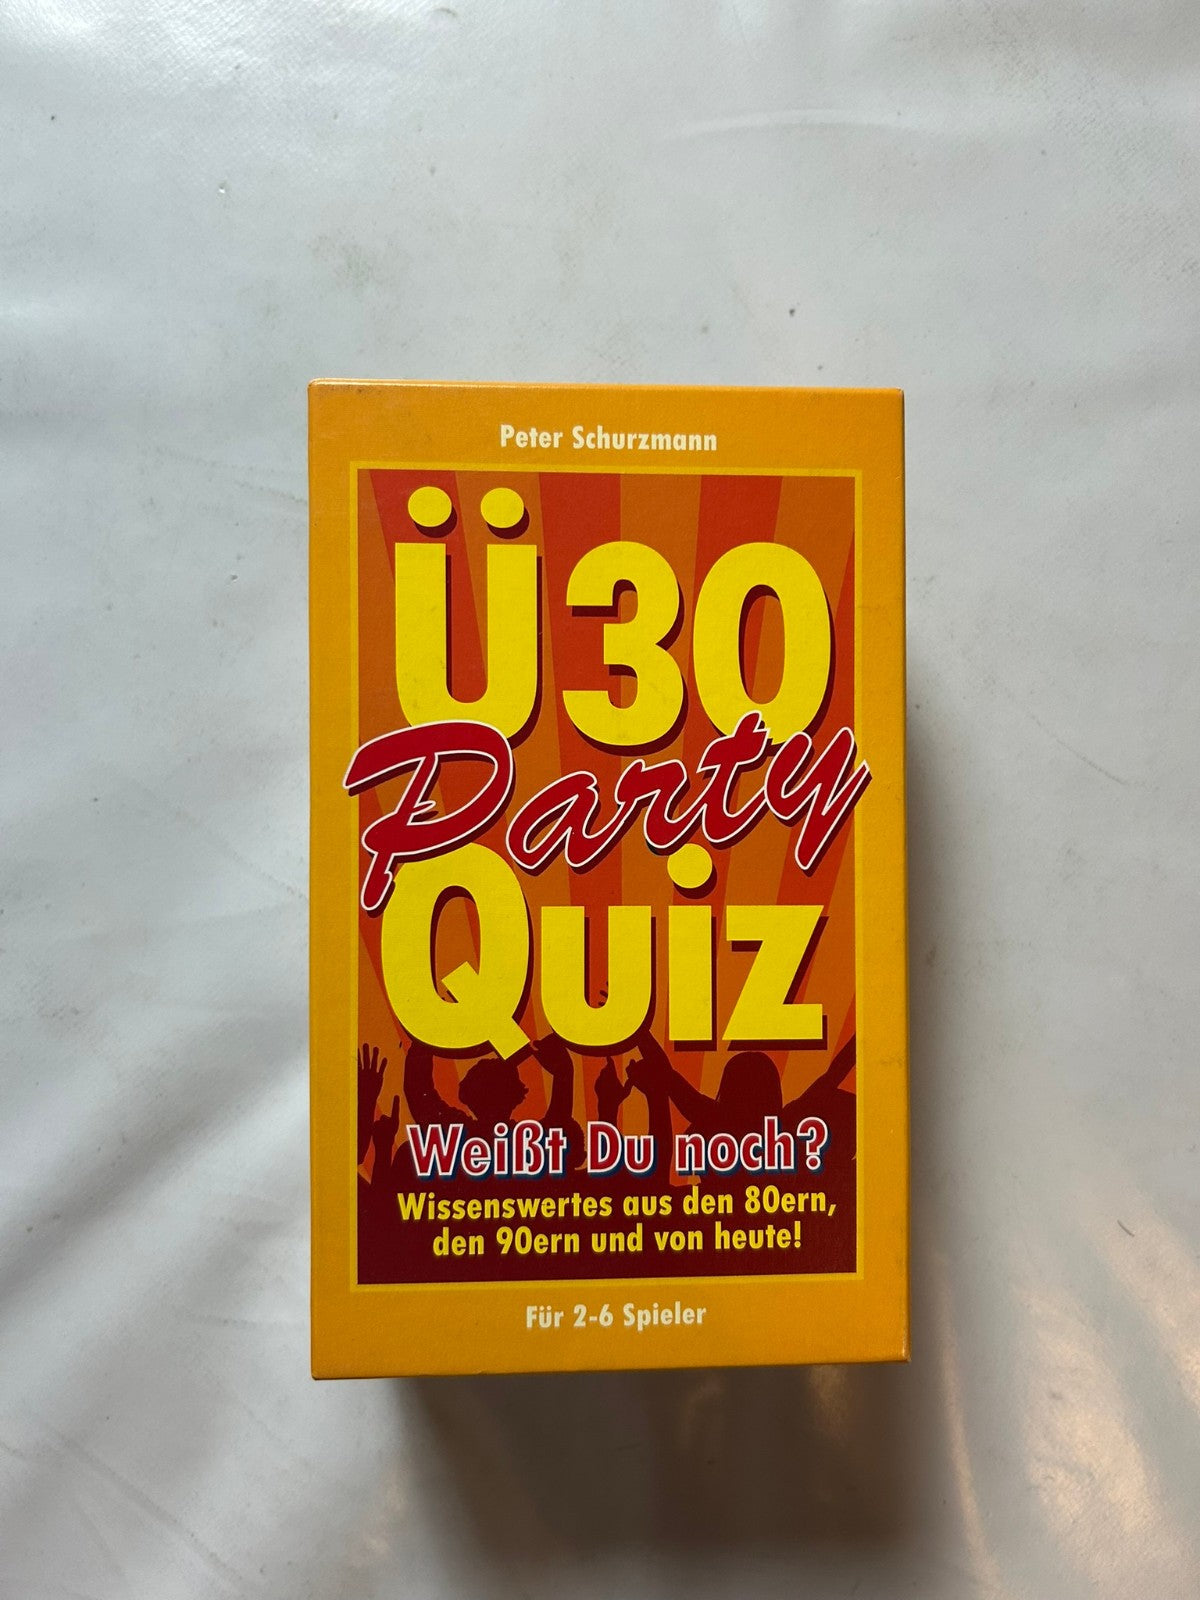 Peter Schurzmann
Ü30
Party
Quiz
Weißt Du noch?
Wissenswertes aus den 80ern,
den 90ern und von heute!
Für 2-6 Spieler